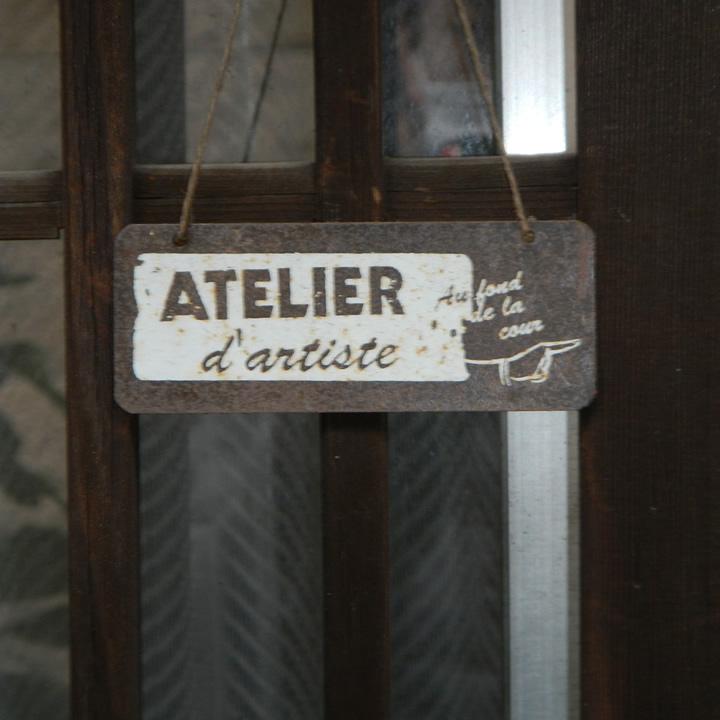 ATELIER
d'artiste
Au fond
de la
cour